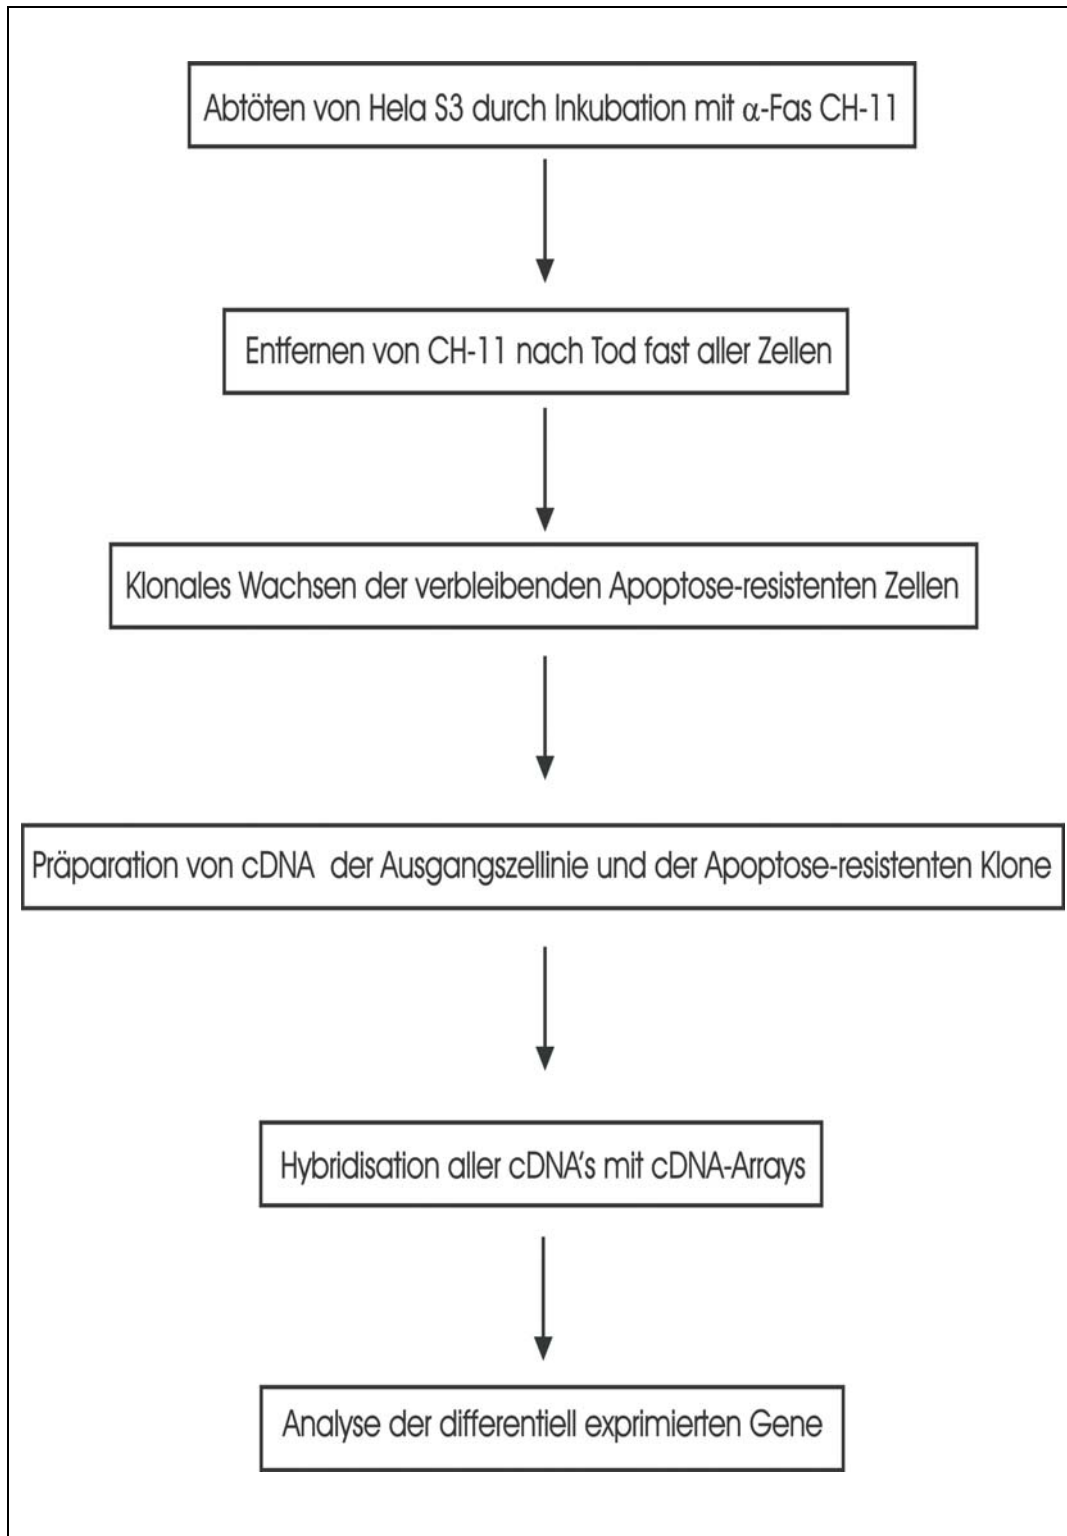 Abtöten von Hela S3 durch Inkubation mit α-Fas CH-11
Entfernen von CH-11 nach Tod fast aller Zellen
Klonales Wachsen der verbleibenden Apoptose-resistenten Zellen
Präparation von cDNA der Ausgangszellinie und der Apoptose-resistenten Klone
Hybridisation aller cDNA's mit cDNA-Arrays
Analyse der differentiell exprimierten Gene